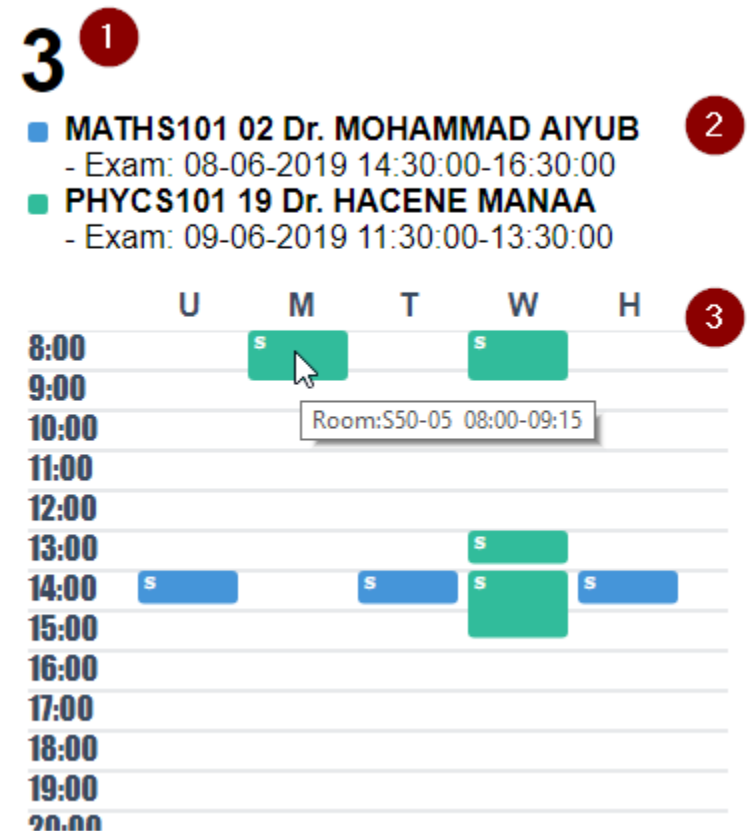 3 1
MATHS101 02 Dr. MOHAMMAD AIYUB 2
- Exam: 08-06-2019 14:30:00-16:30:00
PHYCS101 19 Dr. HACENE MANAA
- Exam: 09-06-2019 11:30:00-13:30:00
U M T W H 3
8:00 s s
9:00
Room:S50-05 08:00-09:15
10:00
11:00
12:00
13:00 s
14:00 s s s s
15:00
16:00
17:00
18:00
19:00
20:00